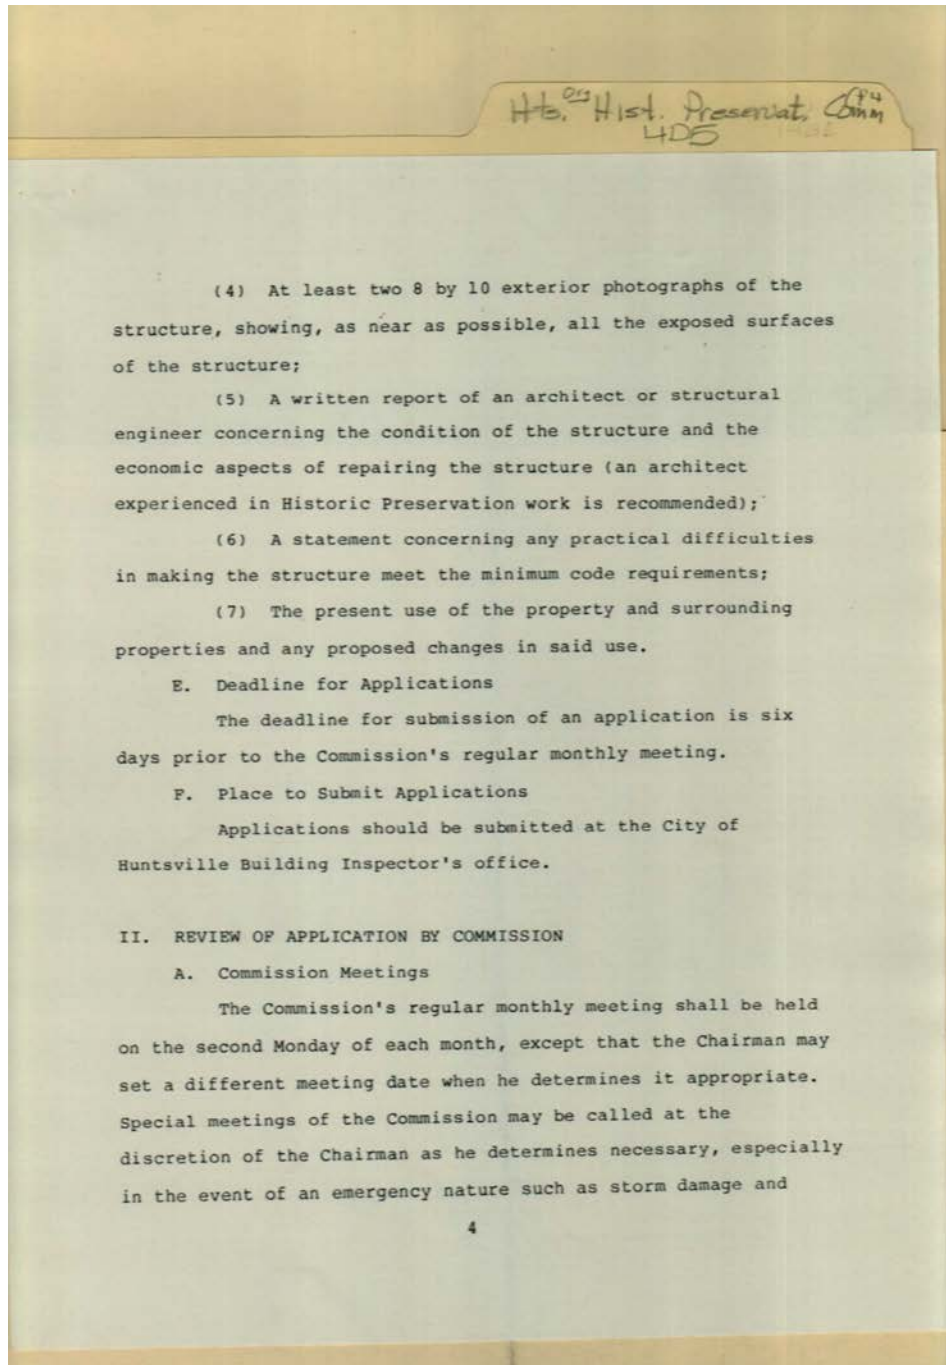 Hts. Org Hist. Preservat. Comm
4D5
(4) At least two 8 by 10 exterior photographs of the
structure, showing, as near as possible, all the exposed surfaces
of the structure;
(5) A written report of an architect or structural
engineer concerning the condition of the structure and the
economic aspects of repairing the structure (an architect
experienced in Historic Preservation work is recommended);
(6) A statement concerning any practical difficulties
in making the structure meet the minimum code requirements;
(7) The present use of the property and surrounding
properties and any proposed changes in said use.
E. Deadline for Applications
The deadline for submission of an application is six
days prior to the Commission's regular monthly meeting.
F. Place to Submit Applications
Applications should be submitted at the City of
Huntsville Building Inspector's office.
II. REVIEW OF APPLICATION BY COMMISSION
A. Commission Meetings
The Commission's regular monthly meeting shall be held
on the second Monday of each month, except that the Chairman may
set a different meeting date when he determines it appropriate.
Special meetings of the Commission may be called at the
discretion of the Chairman as he determines necessary, especially
in the event of an emergency nature such as storm damage and
4